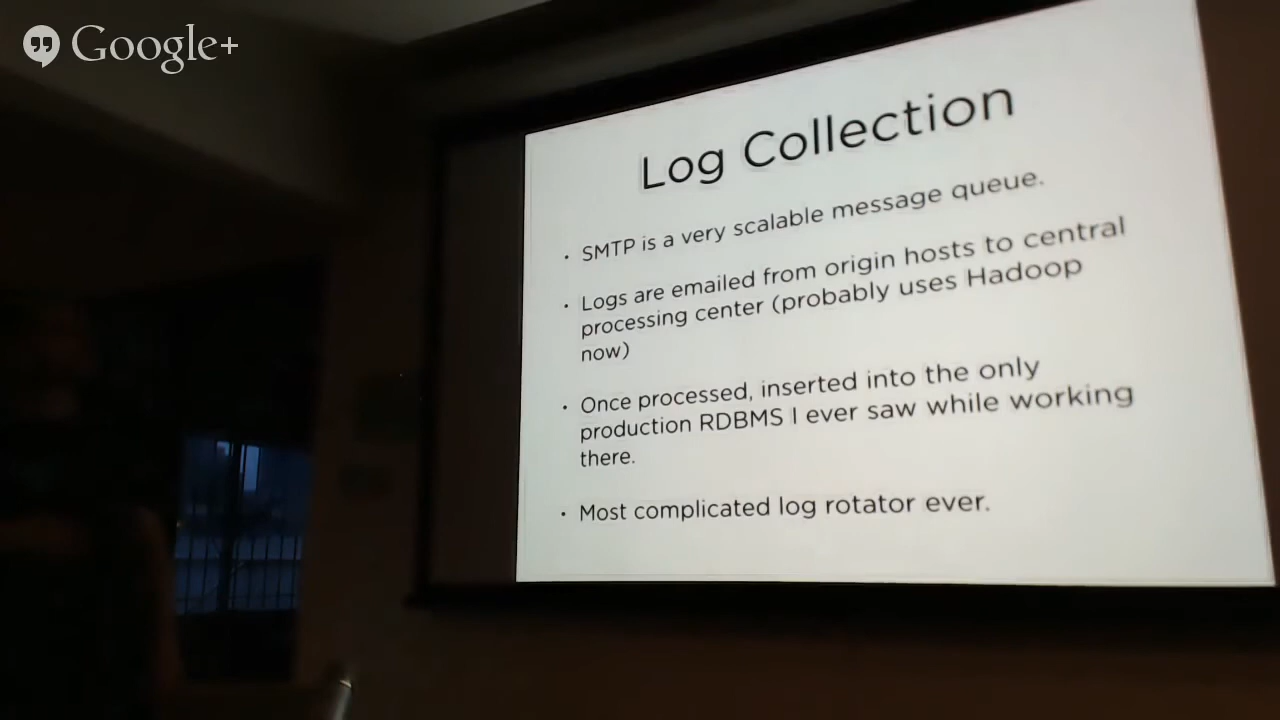 Google+
Log Collection
· SMTP is a very scalable message queue.
· Logs are emailed from origin hosts to central
processing center (probably uses Hadoop
now)
· Once processed, inserted into the only
production RDBMS I ever saw while working
there.
· Most complicated log rotator ever.